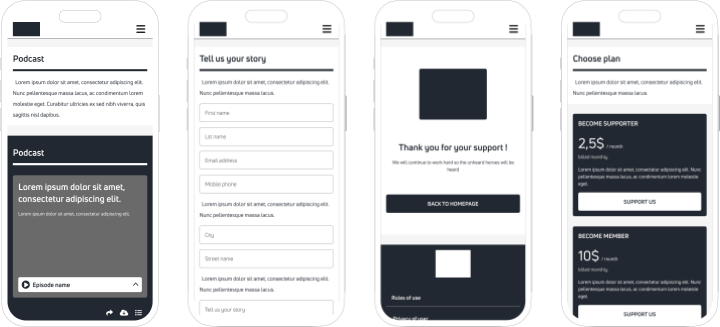 Podcast
Lorem ipsum dolor sit amet, consectetur adipiscing elit.
Nunc pellentesque massa lacus, ac condimentum lorem
molestie eget. Curabitur ultricies ex sed nibh viverra, quis
sagittis nisl dapibus.
Podcast
Lorem ipsum dolor sit amet,
consectetur adipiscing elit.
Lorem ipsum dolor sit amet, consectetur adipiscing elit.
Episode name
Tell us your story
Lorem ipsum dolor sit amet, consectetur adipiscing elit.
Nunc pellentesque massa lacus.
First name
Last name
Email address
Mobile phone
Lorem ipsum dolor sit amet, consectetur adipiscing elit.
Nunc pellentesque massa lacus.
City
Street name
Lorem ipsum dolor sit amet, consectetur adipiscing elit.
Nunc pellentesque massa lacus.
Tell us your story
Thank you for your support !
We will continue to work hard so the unheard heroes will be
heard
BACK TO HOMEPAGE
Rules of use
Privacy of user
Choose plan
Lorem ipsum dolor sit amet, consectetur adipiscing elit.
Nunc pellentesque massa lacus.
BECOME SUPPORTER
2,5$ / month
billed monthly
Lorem ipsum dolor sit amet, consectetur adipiscing elit. Nunc
pellentesque massa lacus, ac condimentum lorem molestie
eget.
SUPPORT US
BECOME MEMBER
10$ / month
billed monthly
Lorem ipsum dolor sit amet, consectetur adipiscing elit. Nunc
pellentesque massa lacus, ac condimentum lorem molestie
SUPPORT US